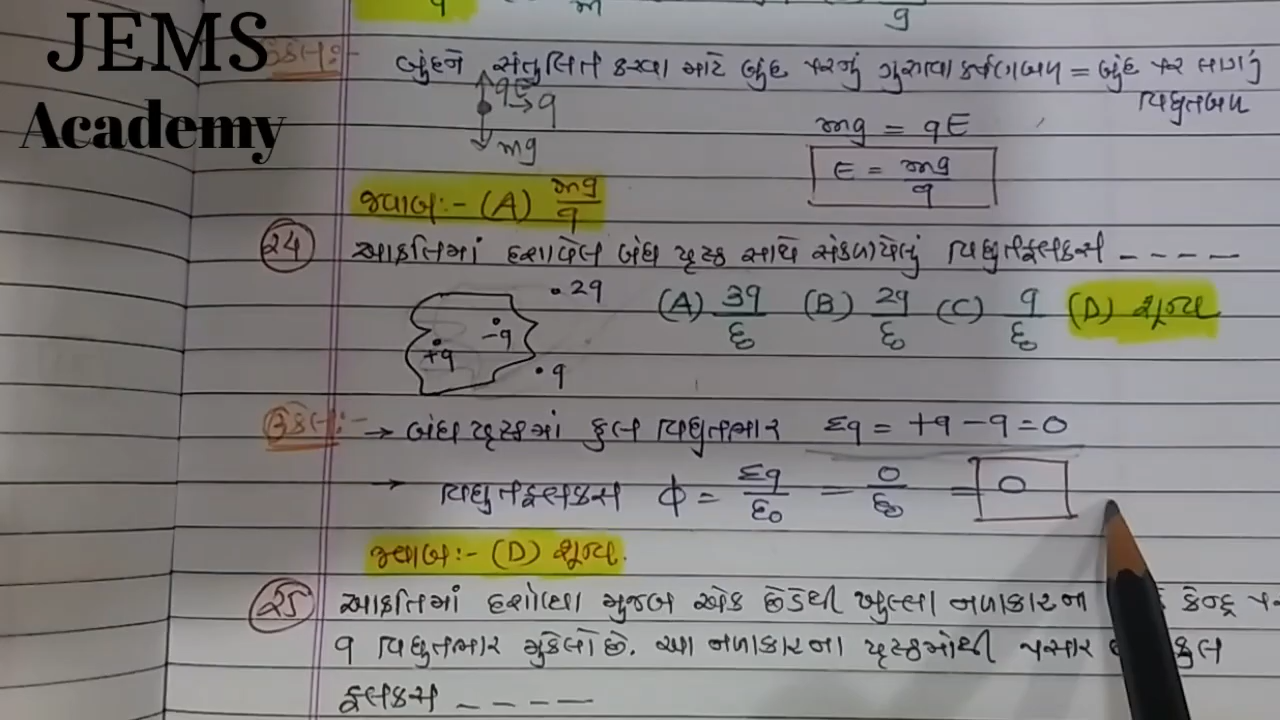 JEMS
Academy
ઉકેલ:- બુંદને સંતુલિત કરવા માટે બુંદ પરનું ગુરુત્વાકર્ષણબળ = બુંદ પર લાગતું
વિદ્યુતબળ
qE
q
mg
mg = qE
E = mg/q
જવાબ:- (A) mg/q
24 આકૃતિમાં દર્શાવેલ બંધ પૃષ્ઠ સાથે સંકળાયેલું વિદ્યુતફ્લક્સ ----
.2q
+q
-q
.q
(A) 3q/ε₀ (B) 2q/ε₀ (C) q/ε₀ (D) શૂન્ય
ઉકેલ:- → બંધ પૃષ્ઠમાં કુલ વિદ્યુતભાર Σq = +q - q = 0
→ વિદ્યુતફ્લક્સ ϕ = Σq/ε₀ = 0/ε₀ = 0
જવાબ:- (D) શૂન્ય.
25 આકૃતિમાં દર્શાવ્યા મુજબ એક છેડેથી ખુલ્લા નળાકારના કેન્દ્ર પર
q વિદ્યુતભાર મુકેલો છે. આ નળાકારના પૃષ્ઠમાંથી પસાર કુલ
ફ્લક્સ ----